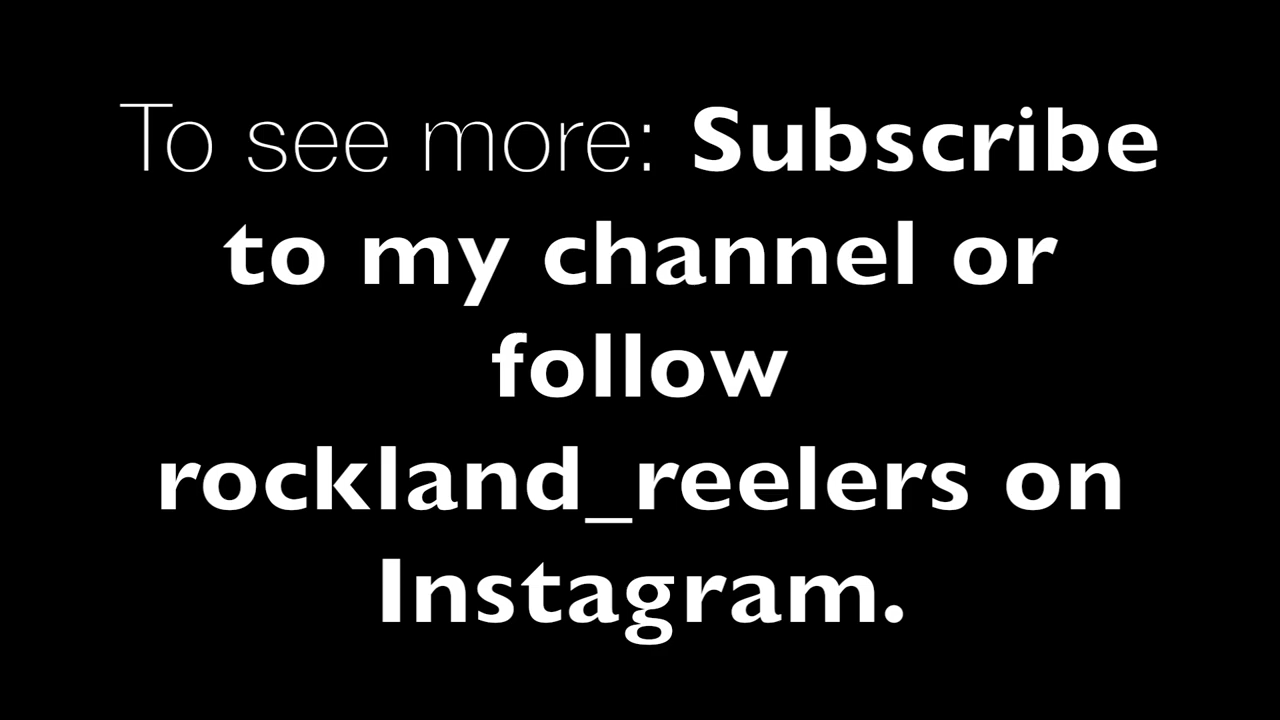 To see more: Subscribe
to my channel or
follow
rockland_reelers on
Instagram.